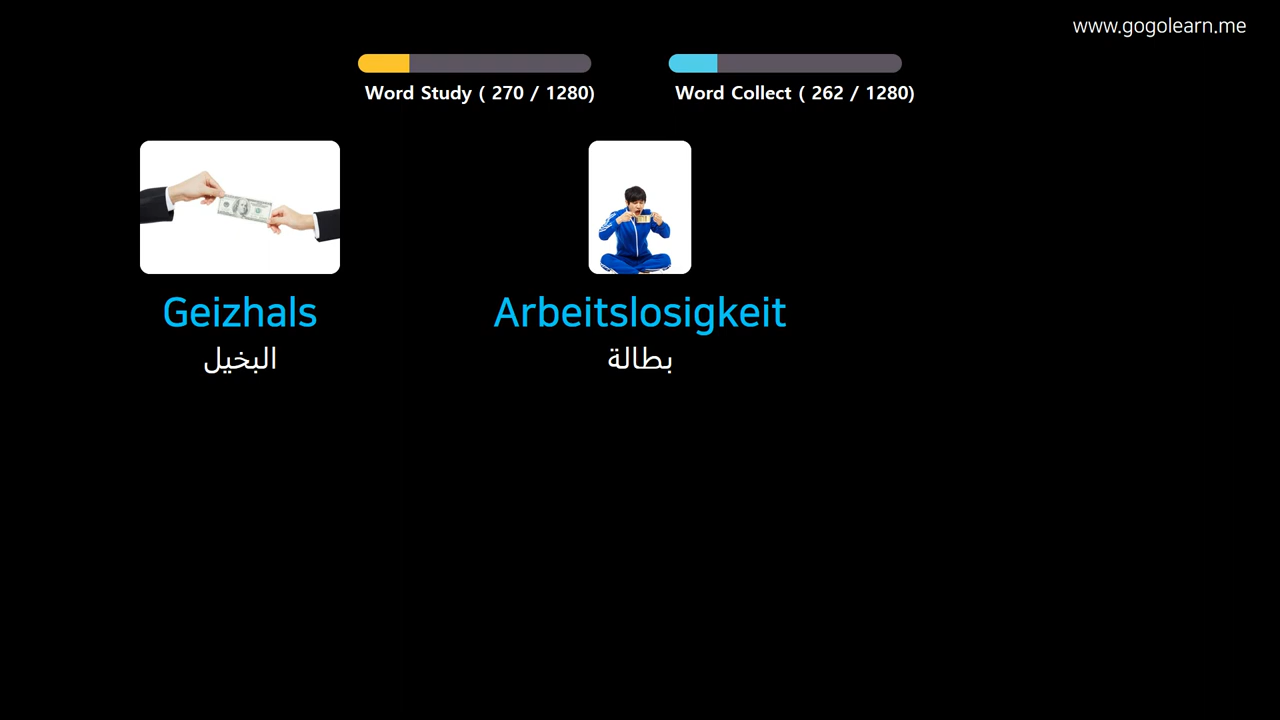 www.gogolearn.me
Word Study ( 270 / 1280)
Word Collect ( 262 / 1280)
Geizhals
البخيل
Arbeitslosigkeit
بطالة